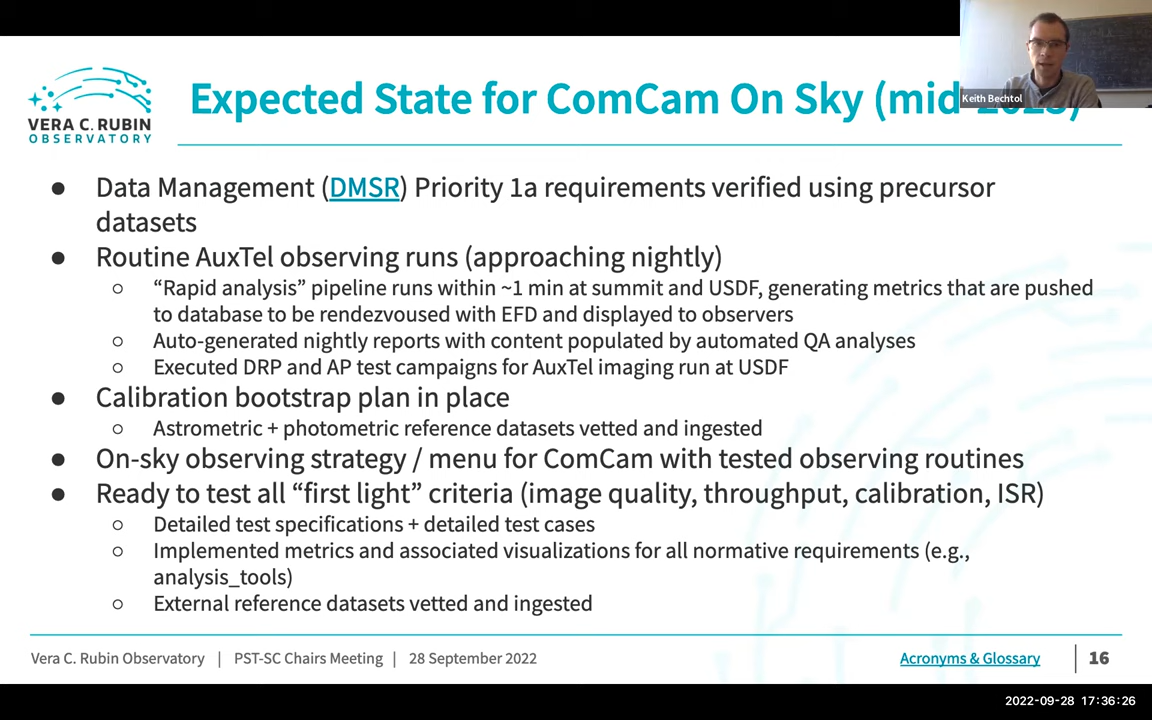 Expected State for ComCam On Sky (mid-2023)
Keith Bechtol
VERA C. RUBIN
OBSERVATORY
● Data Management (DMSR) Priority 1a requirements verified using precursor
datasets
● Routine AuxTel observing runs (approaching nightly)
○ “Rapid analysis” pipeline runs within ~1 min at summit and USDF, generating metrics that are pushed
to database to be rendezvoused with EFD and displayed to observers
○ Auto-generated nightly reports with content populated by automated QA analyses
○ Executed DRP and AP test campaigns for AuxTel imaging run at USDF
● Calibration bootstrap plan in place
○ Astrometric + photometric reference datasets vetted and ingested
● On-sky observing strategy / menu for ComCam with tested observing routines
● Ready to test all “first light” criteria (image quality, throughput, calibration, ISR)
○ Detailed test specifications + detailed test cases
○ Implemented metrics and associated visualizations for all normative requirements (e.g.,
analysis_tools)
○ External reference datasets vetted and ingested
Vera C. Rubin Observatory | PST-SC Chairs Meeting | 28 September 2022
Acronyms & Glossary | 16
2022-09-28 17:36:26